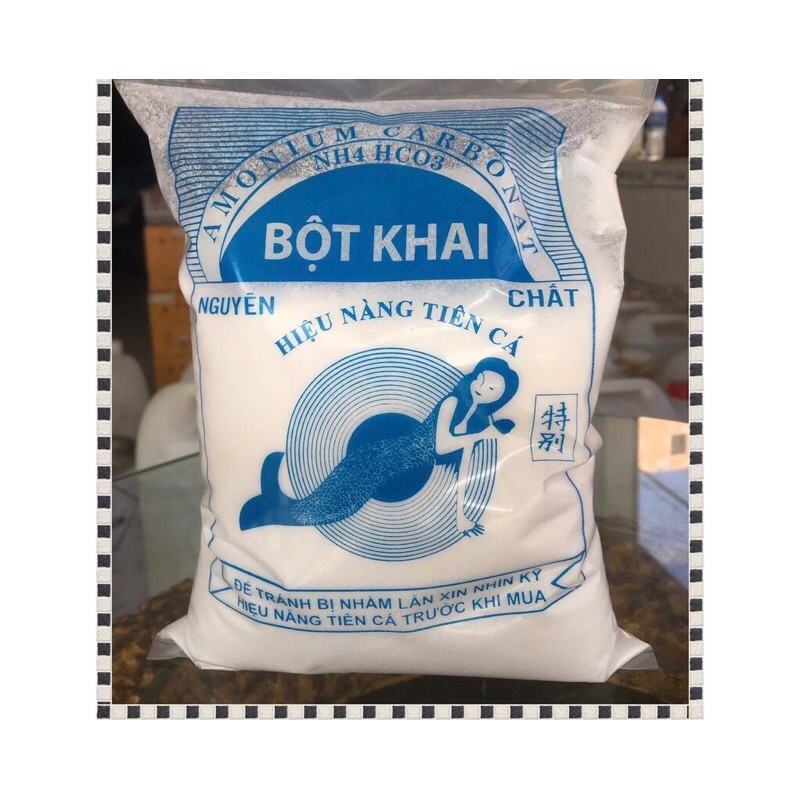 AMONIUM CARBONAT
NH4 HCO3
BỘT KHAI
NGUYÊN CHẤT
HIỆU NÀNG TIÊN CÁ
特别
ĐỂ TRÁNH BỊ NHẦM LẪN XIN NHÌN KỸ
HIỆU NÀNG TIÊN CÁ TRƯỚC KHI MUA